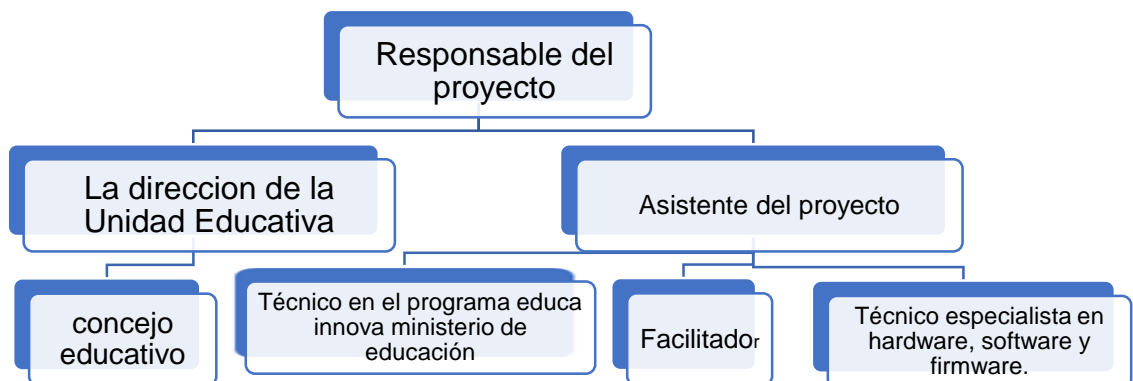 Responsable del
proyecto
La direccion de la
Unidad Educativa
Asistente del proyecto
concejo
educativo
Técnico en el programa educa
innova ministerio de
educación
Facilitador
Técnico especialista en
hardware, software y
firmware.